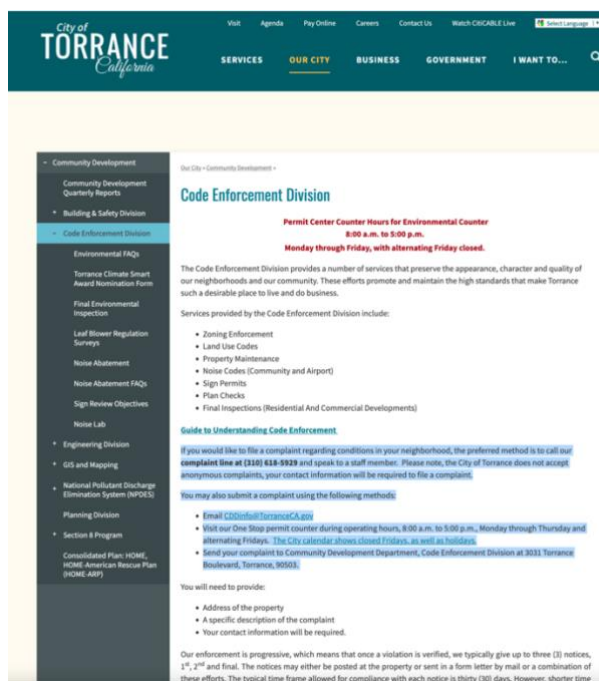 City of
TORRANCE
California
Visit Agenda Pay Online Careers Contact Us Watch CitiCABLE Live Select Language
SERVICES OUR CITY BUSINESS GOVERNMENT I WANT TO...
Community Development
Community Development
Quarterly Reports
Building & Safety Division
Code Enforcement Division
Environmental FAQs
Torrance Climate Smart
Award Nomination Form
Final Environmental
Inspection
Leaf Blower Regulation
Surveys
Noise Abatement
Noise Abatement FAQs
Sign Review Objectives
Noise Lab
Engineering Division
GIS and Mapping
National Pollutant Discharge
Elimination System (NPDES)
Planning Division
Section 8 Program
Consolidated Plan: HOME,
HOME-American Rescue Plan
(HOME-ARP)
Our City » Community Development »
Code Enforcement Division
Permit Center Counter Hours for Environmental Counter
8:00 a.m. to 5:00 p.m.
Monday through Friday, with alternating Friday closed.
The Code Enforcement Division provides a number of services that preserve the appearance, character and quality of
our neighborhoods and our community. These efforts promote and maintain the high standards that make Torrance
such a desirable place to live and do business.
Services provided by the Code Enforcement Division include:
• Zoning Enforcement
• Land Use Codes
• Property Maintenance
• Noise Codes (Community and Airport)
• Sign Permits
• Plan Checks
• Final Inspections (Residential And Commercial Developments)
Guide to Understanding Code Enforcement
If you would like to file a complaint regarding conditions in your neighborhood, the preferred method is to call our
complaint line at (310) 618-5929 and speak to a staff member. Please note, the City of Torrance does not accept
anonymous complaints, your contact information will be required to file a complaint.
You may also submit a complaint using the following methods:
• Email CDDinfo@TorranceCA.gov
• Visit our One Stop permit counter during operating hours, 8:00 a.m. to 5:00 p.m., Monday through Thursday and
alternating Fridays. The City calendar shows closed Fridays, as well as holidays.
• Send your complaint to Community Development Department, Code Enforcement Division at 3031 Torrance
Boulevard, Torrance, 90503.
You will need to provide:
• Address of the property
• A specific description of the complaint
• Your contact information will be required.
Our enforcement is progressive, which means that once a violation is verified, we typically give up to three (3) notices,
1st, 2nd and final. The notices may either be posted at the property or sent in a form letter by mail or a combination of
these efforts. The typical time frame allowed for compliance with each notice is thirty (30) days. However, shorter time